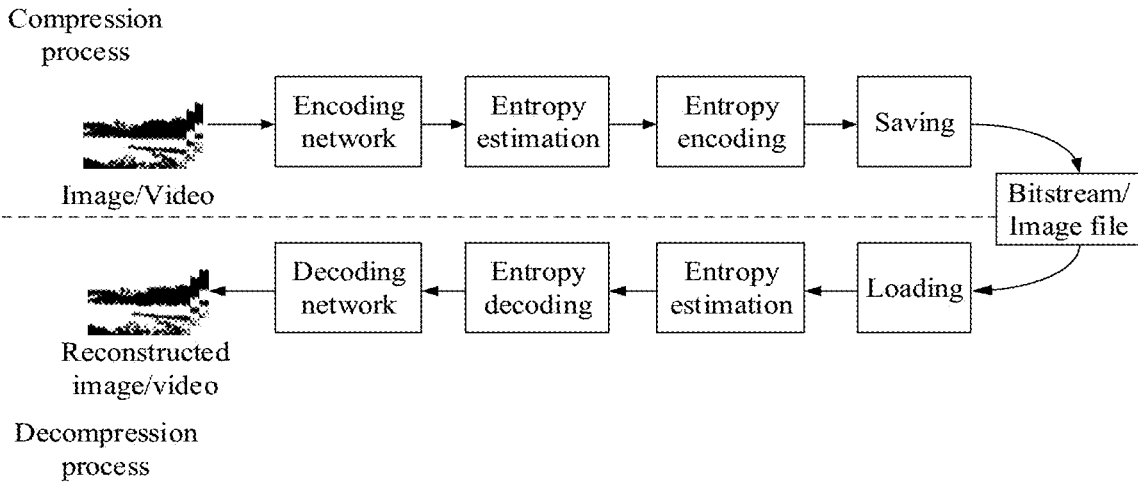 Compression
process
Encoding
network
Entropy
estimation
Entropy
encoding
Saving
Image/Video
Bitstream/
Image file
Decoding
network
Entropy
decoding
Entropy
estimation
Loading
Reconstructed
image/video
Decompression
process